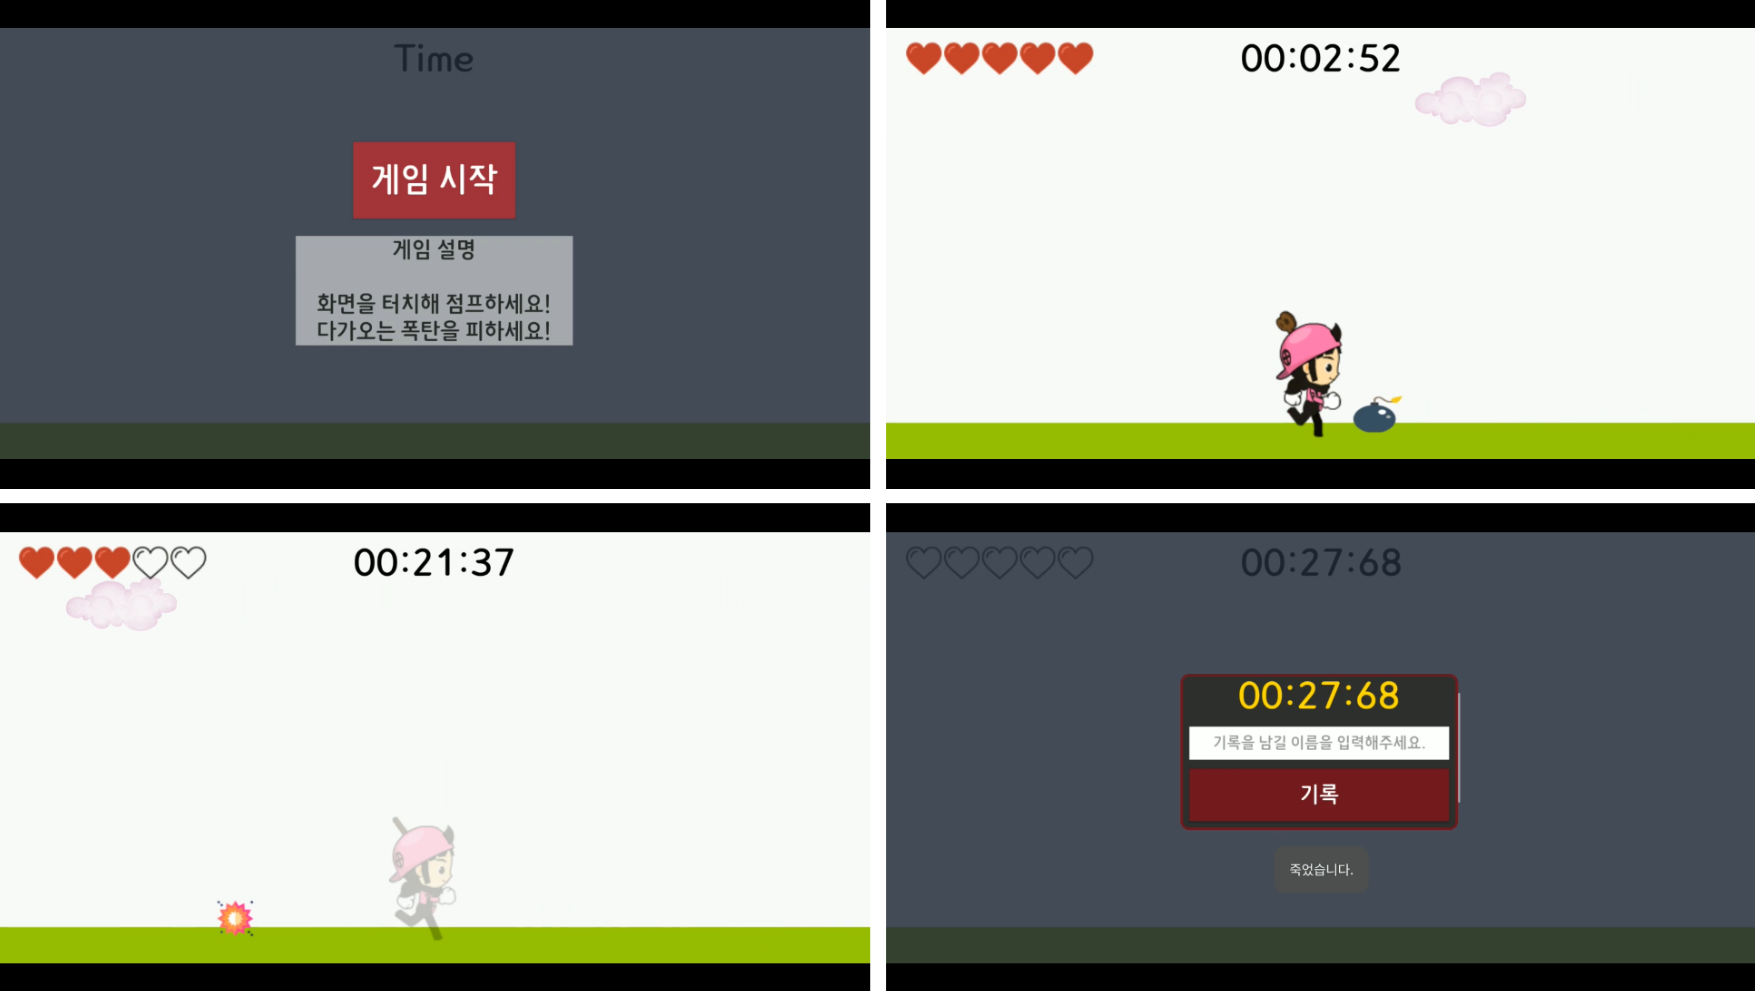 Time
게임 시작
게임 설명
화면을 터치해 점프하세요!
다가오는 폭탄을 피하세요!
00:02:52
00:21:37
00:27:68
00:27:68
기록을 남길 이름을 입력해주세요.
기록
죽었습니다.